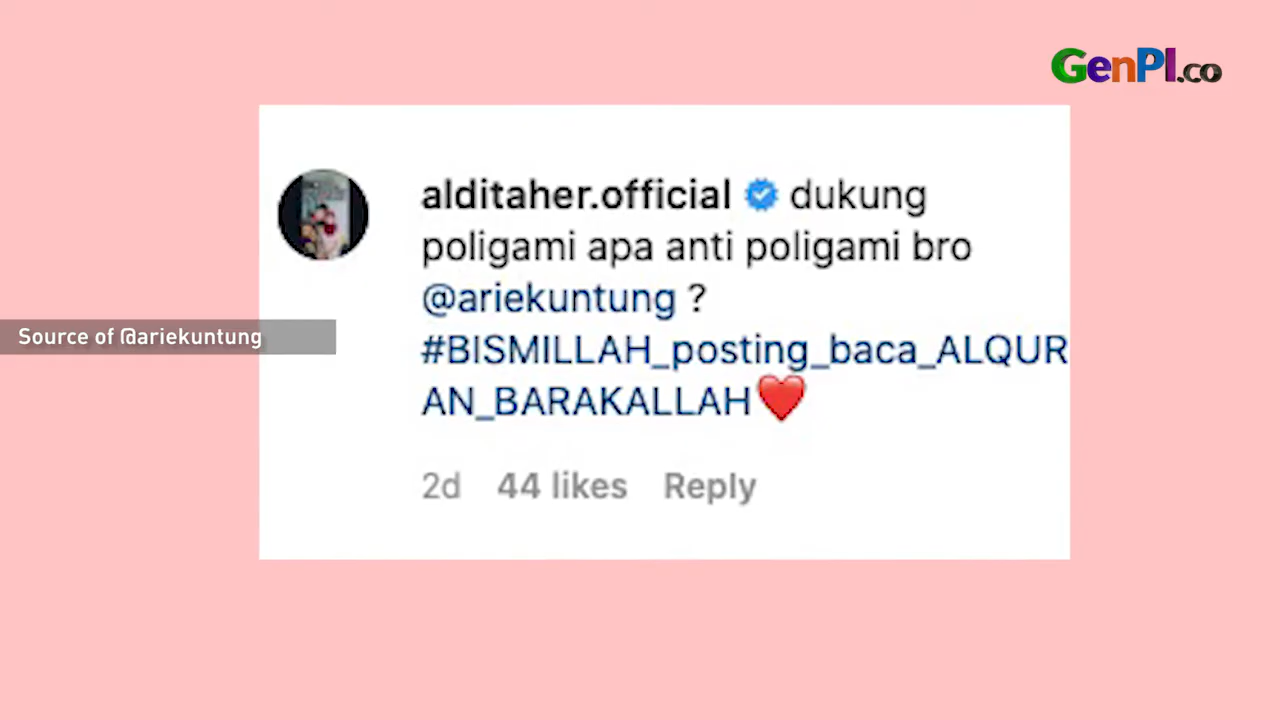 GenPI.co
alditaher.official dukung
poligami apa anti poligami bro
@ariekuntung ?
#BISMILLAH_posting_baca_ALQUR
AN_BARAKALLAH❤️
2d 44 likes Reply
Source of @ariekuntung